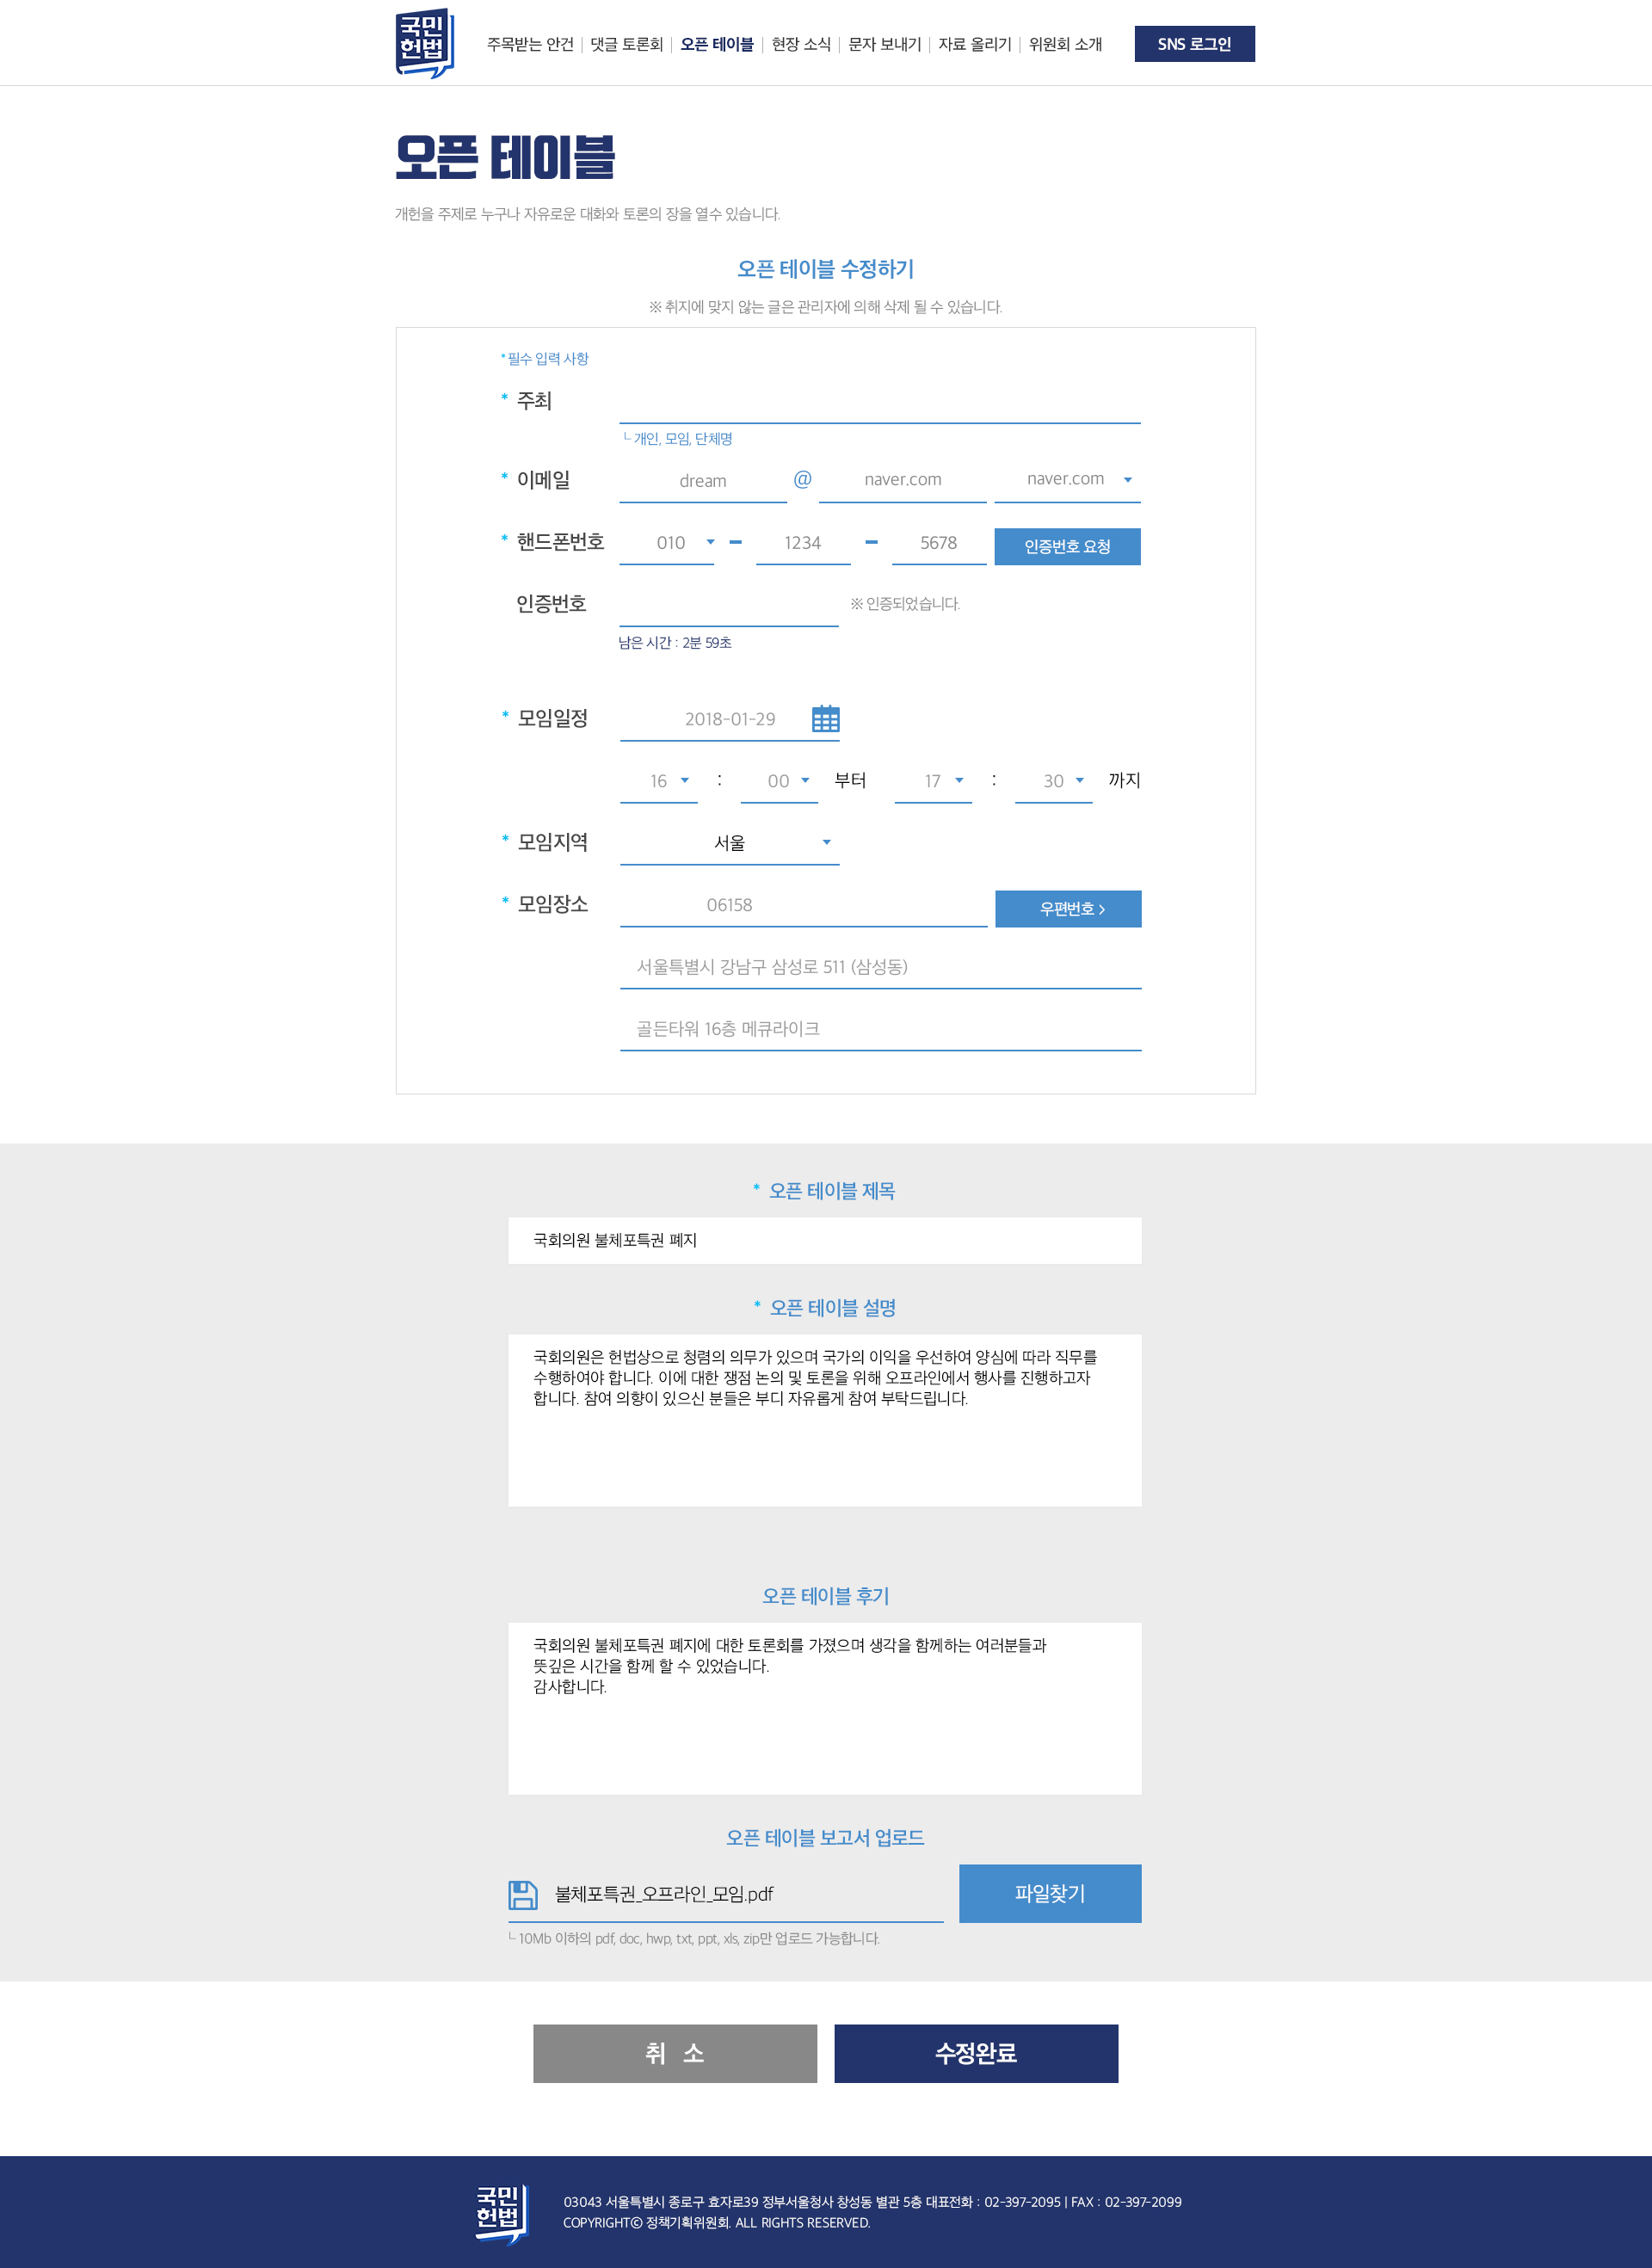 국민
헌법
주목받는 안건 | 댓글 토론회 | 오픈 테이블 | 현장 소식 | 문자 보내기 | 자료 올리기 | 위원회 소개
SNS 로그인
오픈 테이블
개헌을 주제로 누구나 자유로운 대화와 토론의 장을 열수 있습니다.
오픈 테이블 수정하기
※ 취지에 맞지 않는 글은 관리자에 의해 삭제 될 수 있습니다.
* 필수 입력 사항
* 주최
└ 개인, 모임, 단체명
* 이메일 dream @ naver.com naver.com
* 핸드폰번호 010 - 1234 - 5678 인증번호 요청
인증번호 ※ 인증되었습니다.
남은 시간 : 2분 59초
* 모임일정 2018-01-29
16 : 00 부터 17 : 30 까지
* 모임지역 서울
* 모임장소 06158 우편번호 >
서울특별시 강남구 삼성로 511 (삼성동)
골든타워 16층 메큐라이크
* 오픈 테이블 제목
국회의원 불체포특권 폐지
* 오픈 테이블 설명
국회의원은 헌법상으로 청렴의 의무가 있으며 국가의 이익을 우선하여 양심에 따라 직무를
수행하여야 합니다. 이에 대한 쟁점 논의 및 토론을 위해 오프라인에서 행사를 진행하고자
합니다. 참여 의향이 있으신 분들은 부디 자유롭게 참여 부탁드립니다.
오픈 테이블 후기
국회의원 불체포특권 폐지에 대한 토론회를 가졌으며 생각을 함께하는 여러분들과
뜻깊은 시간을 함께 할 수 있었습니다.
감사합니다.
오픈 테이블 보고서 업로드
불체포특권_오프라인_모임.pdf 파일찾기
└ 10Mb 이하의 pdf, doc, hwp, txt, ppt, xls, zip만 업로드 가능합니다.
취 소 수정완료
국민
헌법
03043 서울특별시 종로구 효자로39 정부서울청사 창성동 별관 5층 대표전화 : 02-397-2095 | FAX : 02-397-2099
COPYRIGHTⓒ 정책기획위원회. ALL RIGHTS RESERVED.